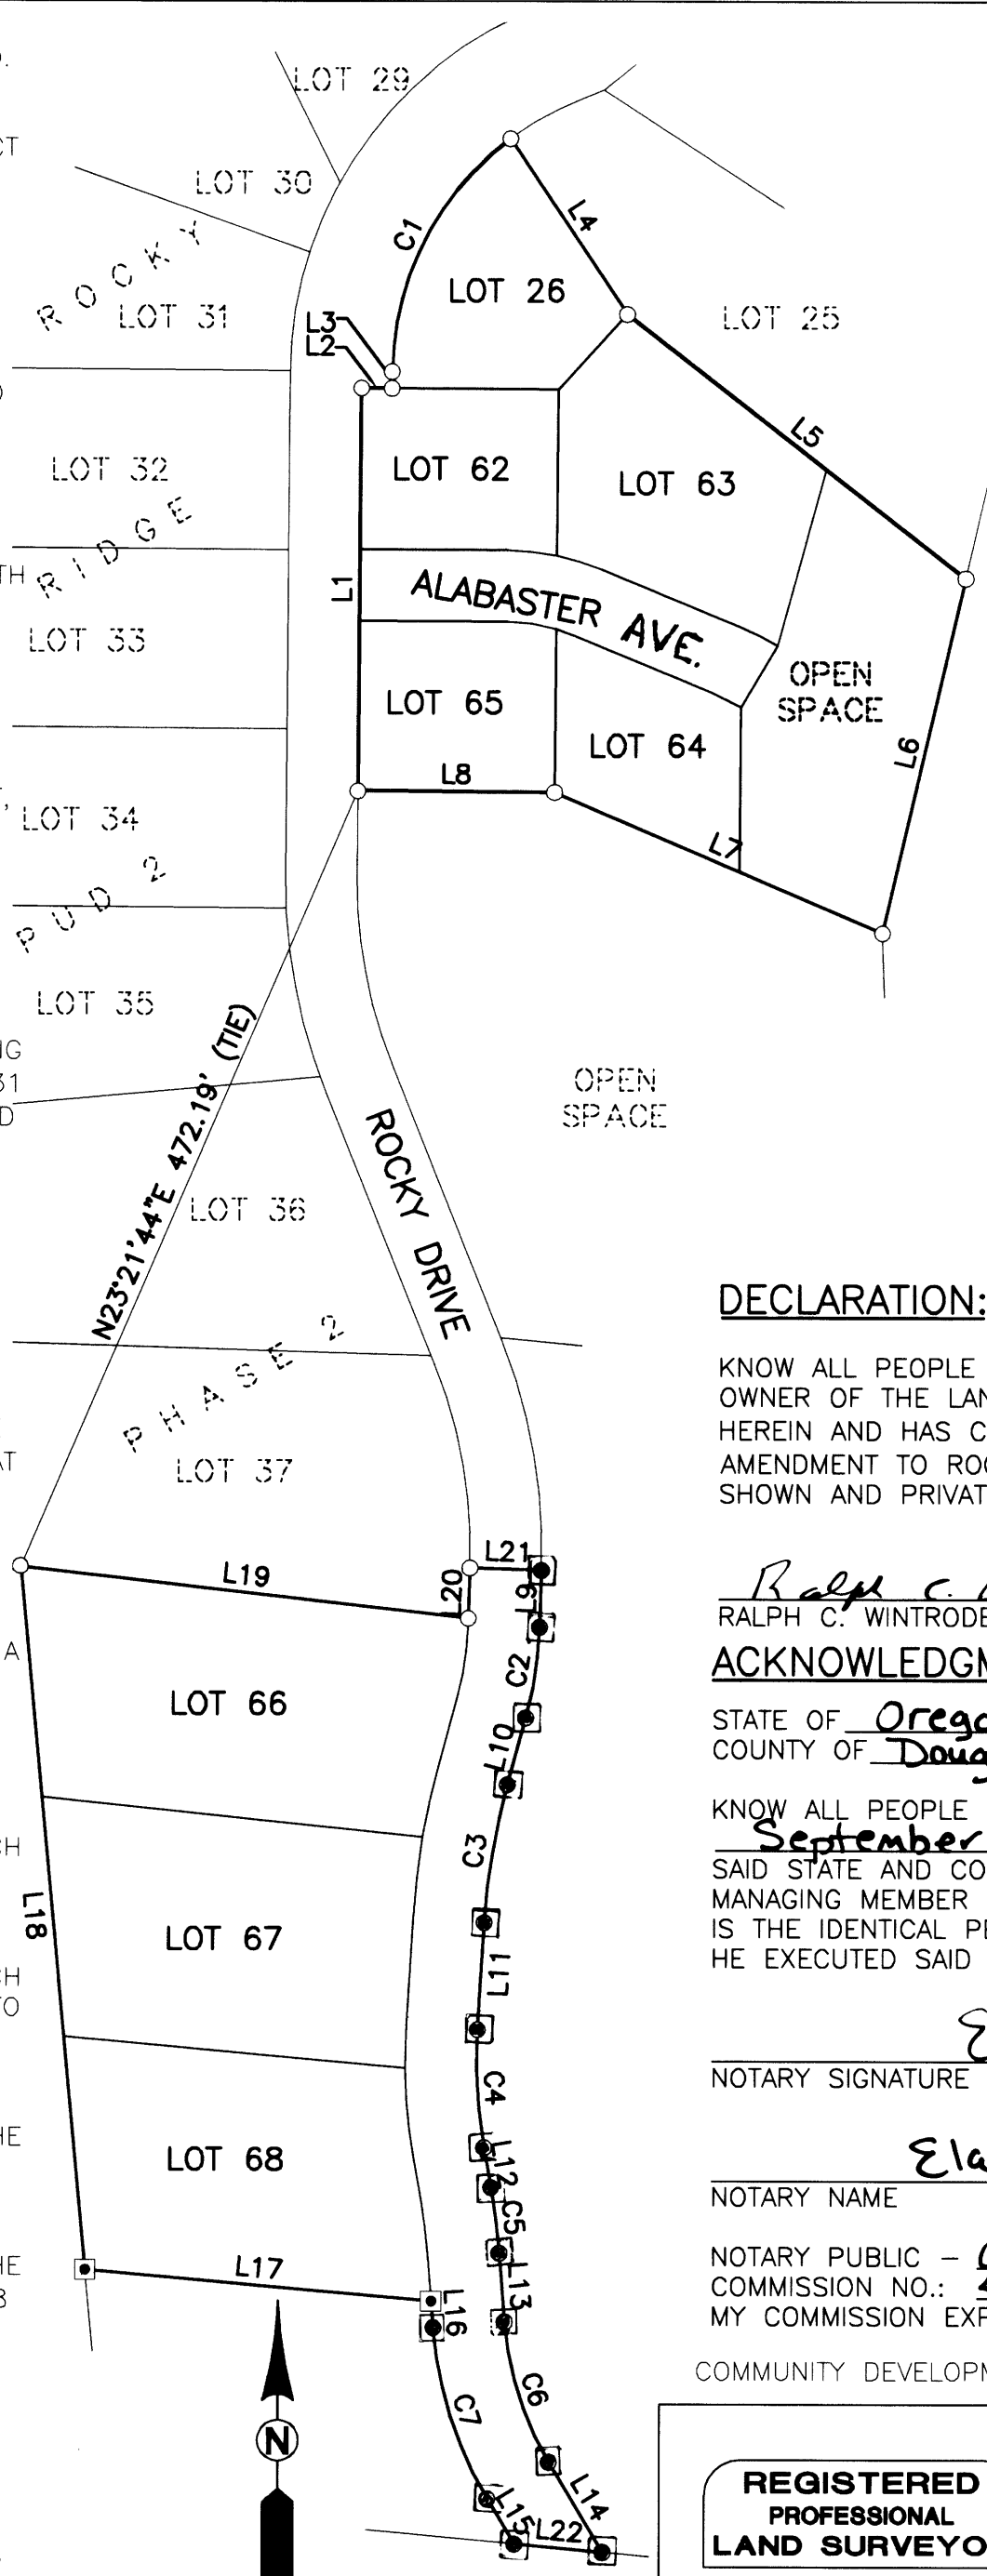 LOT 29
LOT 30
ROCKY
LOT 31
C1
L4
LOT 26
LOT 25
L3
L2
L5
LOT 32
LOT 62
LOT 63
RIDGE
L1
ALABASTER AVE.
LOT 33
OPEN
SPACE
LOT 65
LOT 64
L6
L8
LOT 34
L7
PUD 2
LOT 35
N23°21'44"E 472.19' (TIE)
OPEN
SPACE
ROCKY DRIVE
LOT 36
PHASE 2
LOT 37
L21
L19
L20
L9
C2
LOT 66
L10
C3
L18
LOT 67
L11
C4
LOT 68
L12
C5
L17
L13
L16
C6
C7
N
L14
L15
L22
DECLARATION:
KNOW ALL PEOPLE
OWNER OF THE LAN
HEREIN AND HAS C
AMENDMENT TO ROC
SHOWN AND PRIVAT
Ralph C.
RALPH C. WINTRODE
ACKNOWLEDGM
STATE OF Orego
COUNTY OF Doug
KNOW ALL PEOPLE
September
SAID STATE AND CO
MANAGING MEMBER
IS THE IDENTICAL PE
HE EXECUTED SAID
NOTARY SIGNATURE
Ela
NOTARY NAME
NOTARY PUBLIC –
COMMISSION NO.:
MY COMMISSION EXP
COMMUNITY DEVELOPM
REGISTERED
PROFESSIONAL
LAND SURVEYO